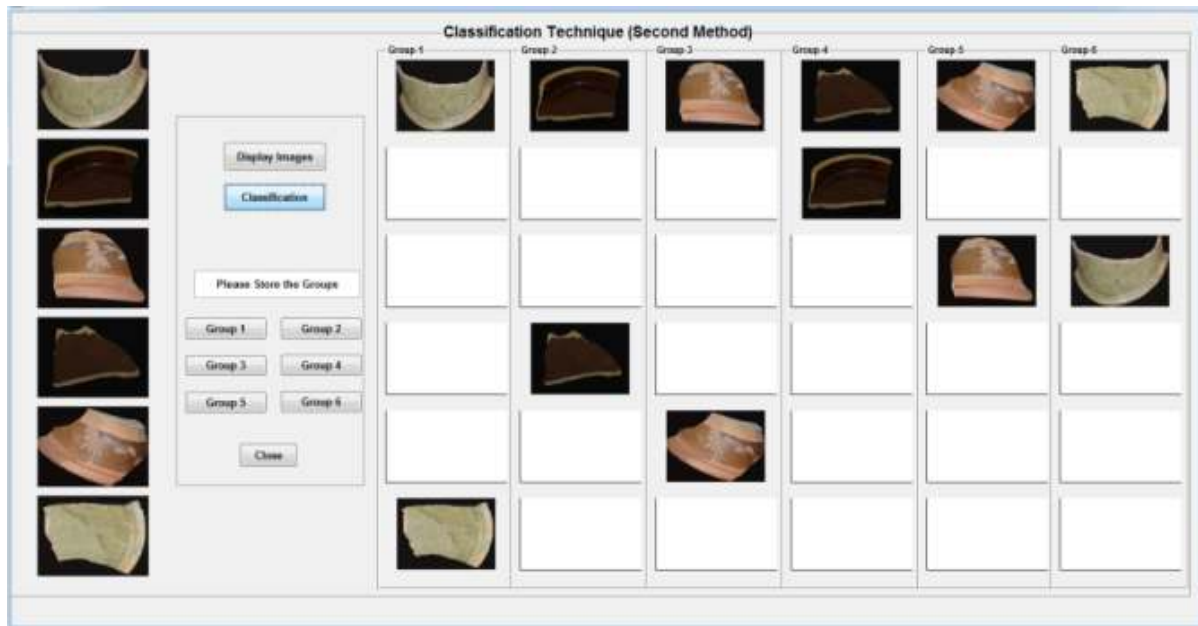 Classification Technique (Second Method)
Group 1 Group 2 Group 3 Group 4 Group 5 Group 6
Display Images
Classification
Please Store the Groups
Group 1 Group 2
Group 3 Group 4
Group 5 Group 6
Close